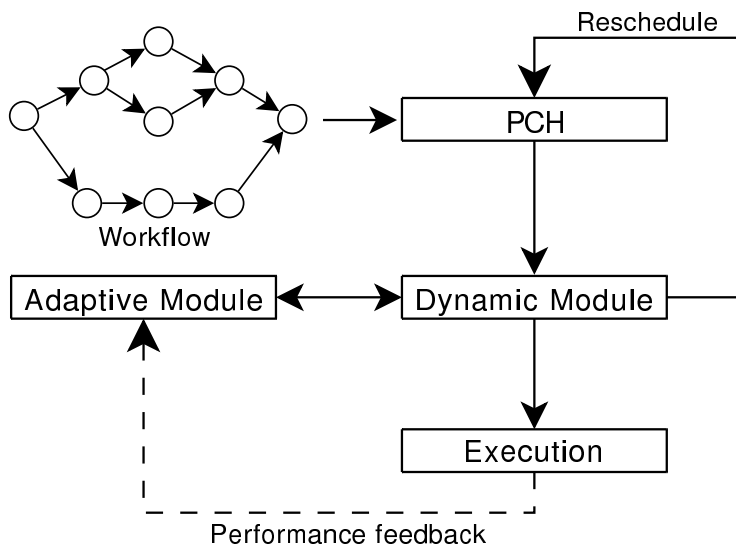 Reschedule
PCH
Workflow
Adaptive Module
Dynamic Module
Execution
Performance feedback